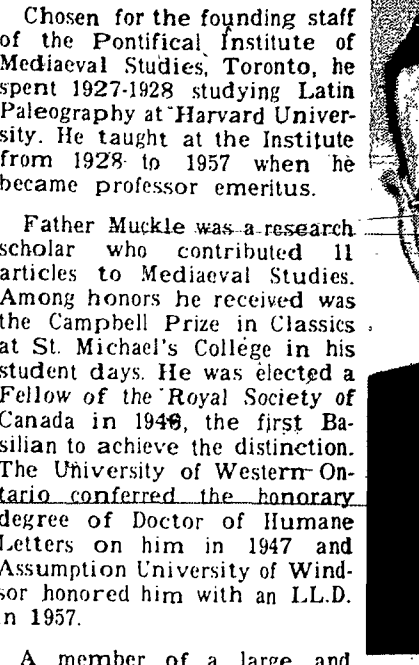 Chosen for the founding staff
of the Pontifical Institute of
Mediaeval Studies, Toronto, he
spent 1927-1928 studying Latin
Paleography at Harvard Univer-
sity. He taught at the Institute
from 1928 to 1957 when he
became professor emeritus.
Father Muckle was a research
scholar who contributed 11
articles to Mediaeval Studies.
Among honors he received was
the Campbell Prize in Classics
at St. Michael's College in his
student days. He was elected a
Fellow of the Royal Society of
Canada in the first Ba-
silian to achieve the distinction.
The University of Western On-
tario conferred the honorary
degree of Doctor of Humane
Letters on him in 1947 and
Assumption University of Wind-
sor honored him with an LL.D.
in 1957.
A member of a large and